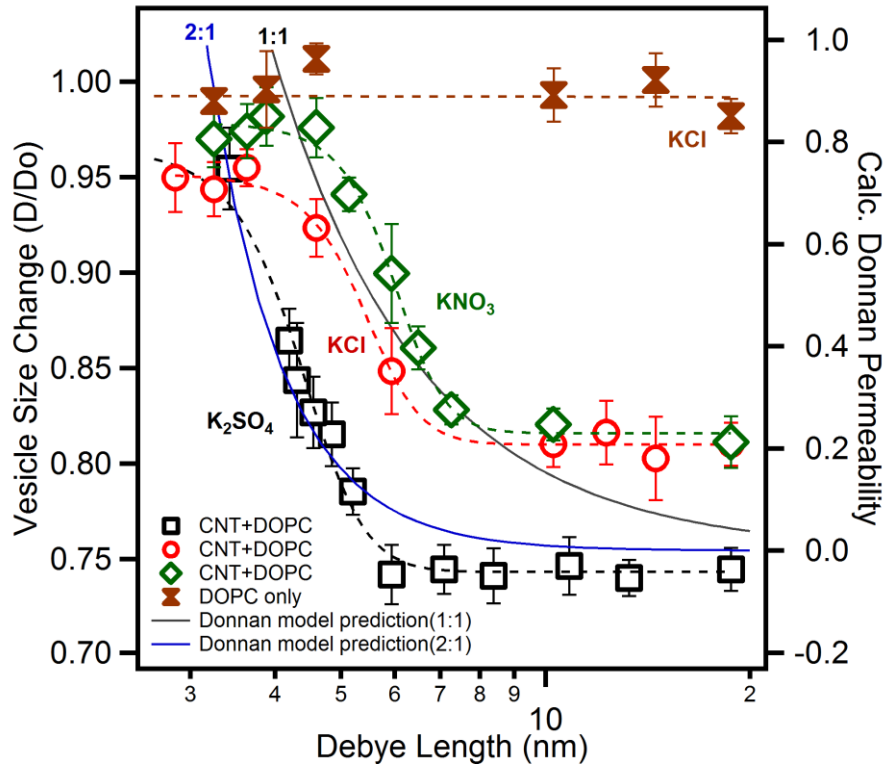 2:1
1:1
1.00
0.95
0.90
0.85
0.80
0.75
0.70
Vesicle Size Change (D/Do)
1.0
0.8
0.6
0.4
0.2
0.0
-0.2
Calc. Donnan Permeability
KCl
KNO₃
KCl
K₂SO₄
CNT+DOPC
CNT+DOPC
CNT+DOPC
DOPC only
Donnan model prediction(1:1)
Donnan model prediction(2:1)
3 4 5 6 7 8 9 10 2
Debye Length (nm)